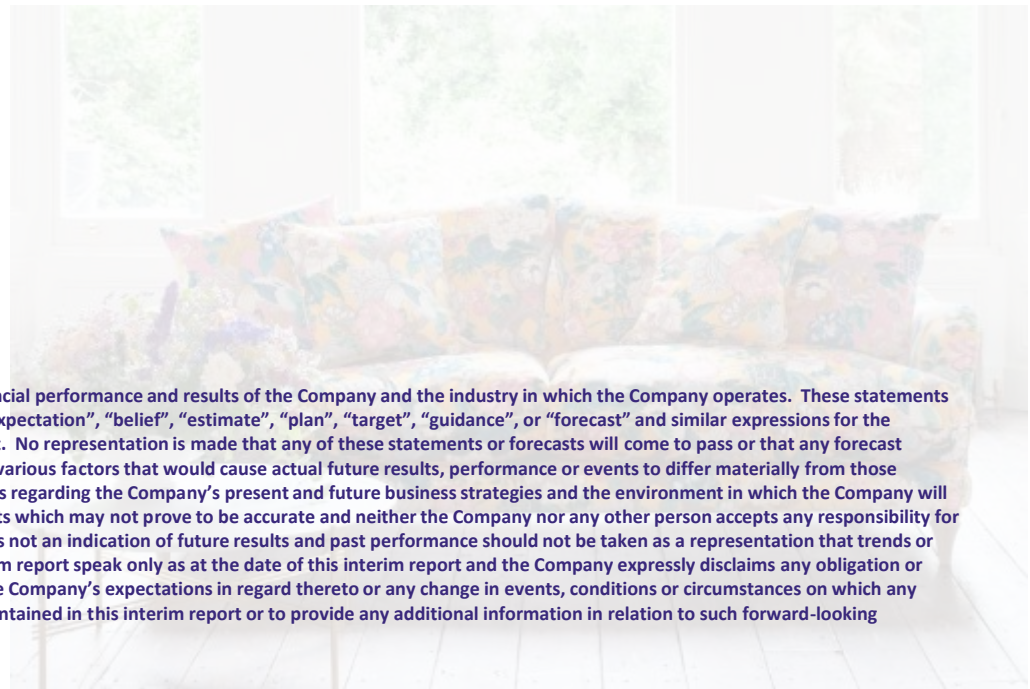 ncial performance and results of the Company and the industry in which the Company operates. These statements
xpectation”, “belief”, “estimate”, “plan”, “target”, “guidance”, or “forecast” and similar expressions for the
t. No representation is made that any of these statements or forecasts will come to pass or that any forecast
various factors that would cause actual future results, performance or events to differ materially from those
s regarding the Company’s present and future business strategies and the environment in which the Company will
ts which may not prove to be accurate and neither the Company nor any other person accepts any responsibility for
s not an indication of future results and past performance should not be taken as a representation that trends or
m report speak only as at the date of this interim report and the Company expressly disclaims any obligation or
e Company’s expectations in regard thereto or any change in events, conditions or circumstances on which any
ntained in this interim report or to provide any additional information in relation to such forward-looking